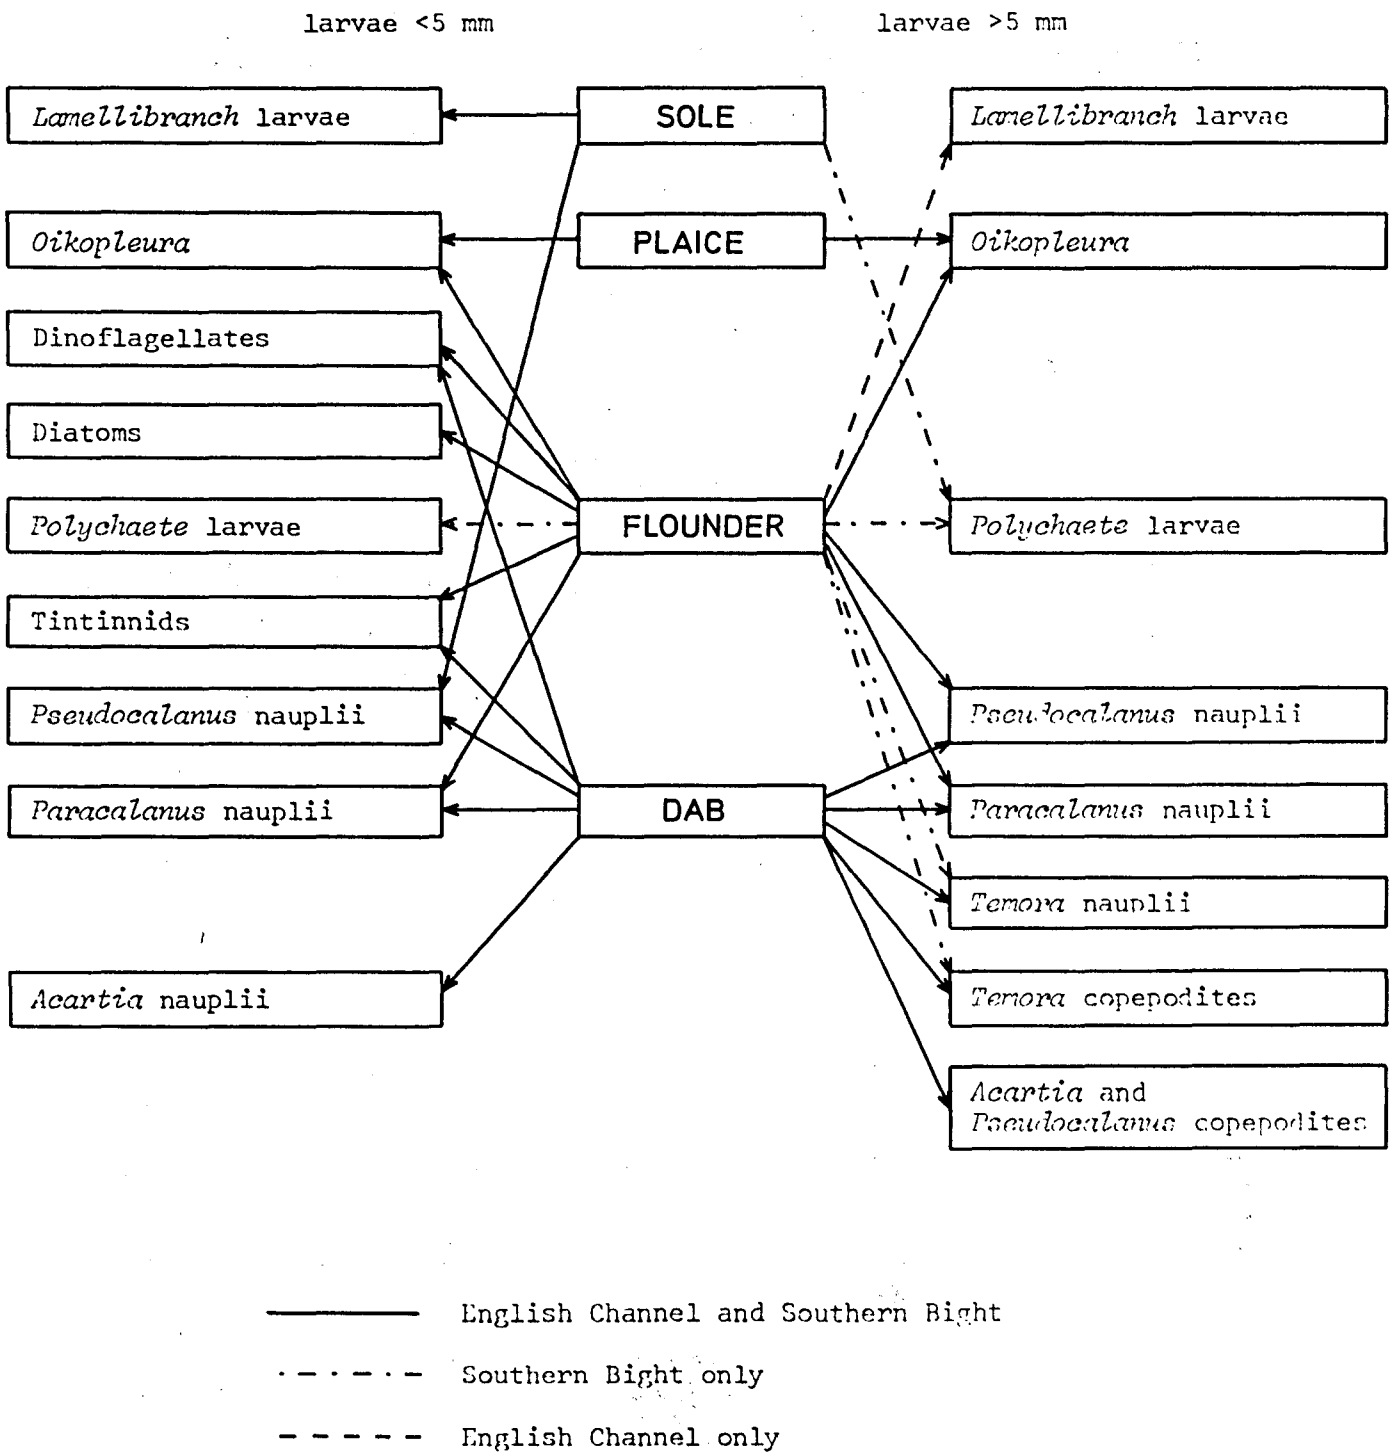 larvae <5 mm
larvae >5 mm
Lamellibranch larvae
SOLE
Lamellibranch larvae
Oikopleura
PLAICE
Oikopleura
Dinoflagellates
Diatoms
Polychaete larvae
FLOUNDER
Polychaete larvae
Tintinnids
Pseudocalanus nauplii
Pseudocalanus nauplii
Paracalanus nauplii
DAB
Paracalanus nauplii
Temora nauplii
Acartia nauplii
Temora copepodites
Acartia and
Pseudocalanus copepodites
English Channel and Southern Bight
Southern Bight only
English Channel only